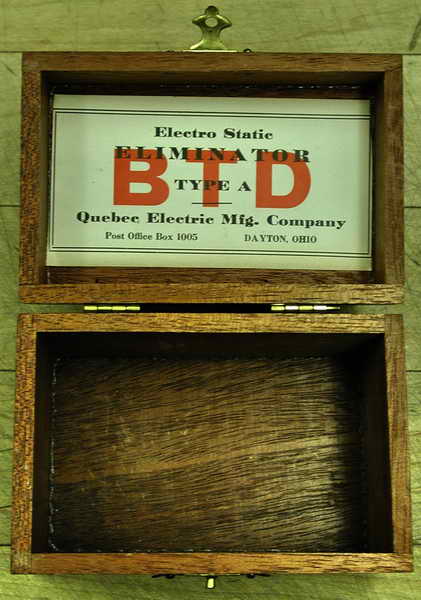 Electro Static
ELIMINATOR
BTD
TYPE A
Quebec Electric Mfg. Company
Post Office Box 1005 DAYTON, OHIO